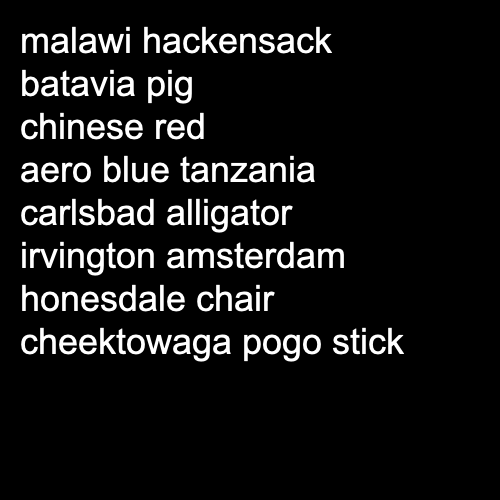 malawi hackensack
batavia pig
chinese red
aero blue tanzania
carlsbad alligator
irvington amsterdam
honesdale chair
cheektowaga pogo stick